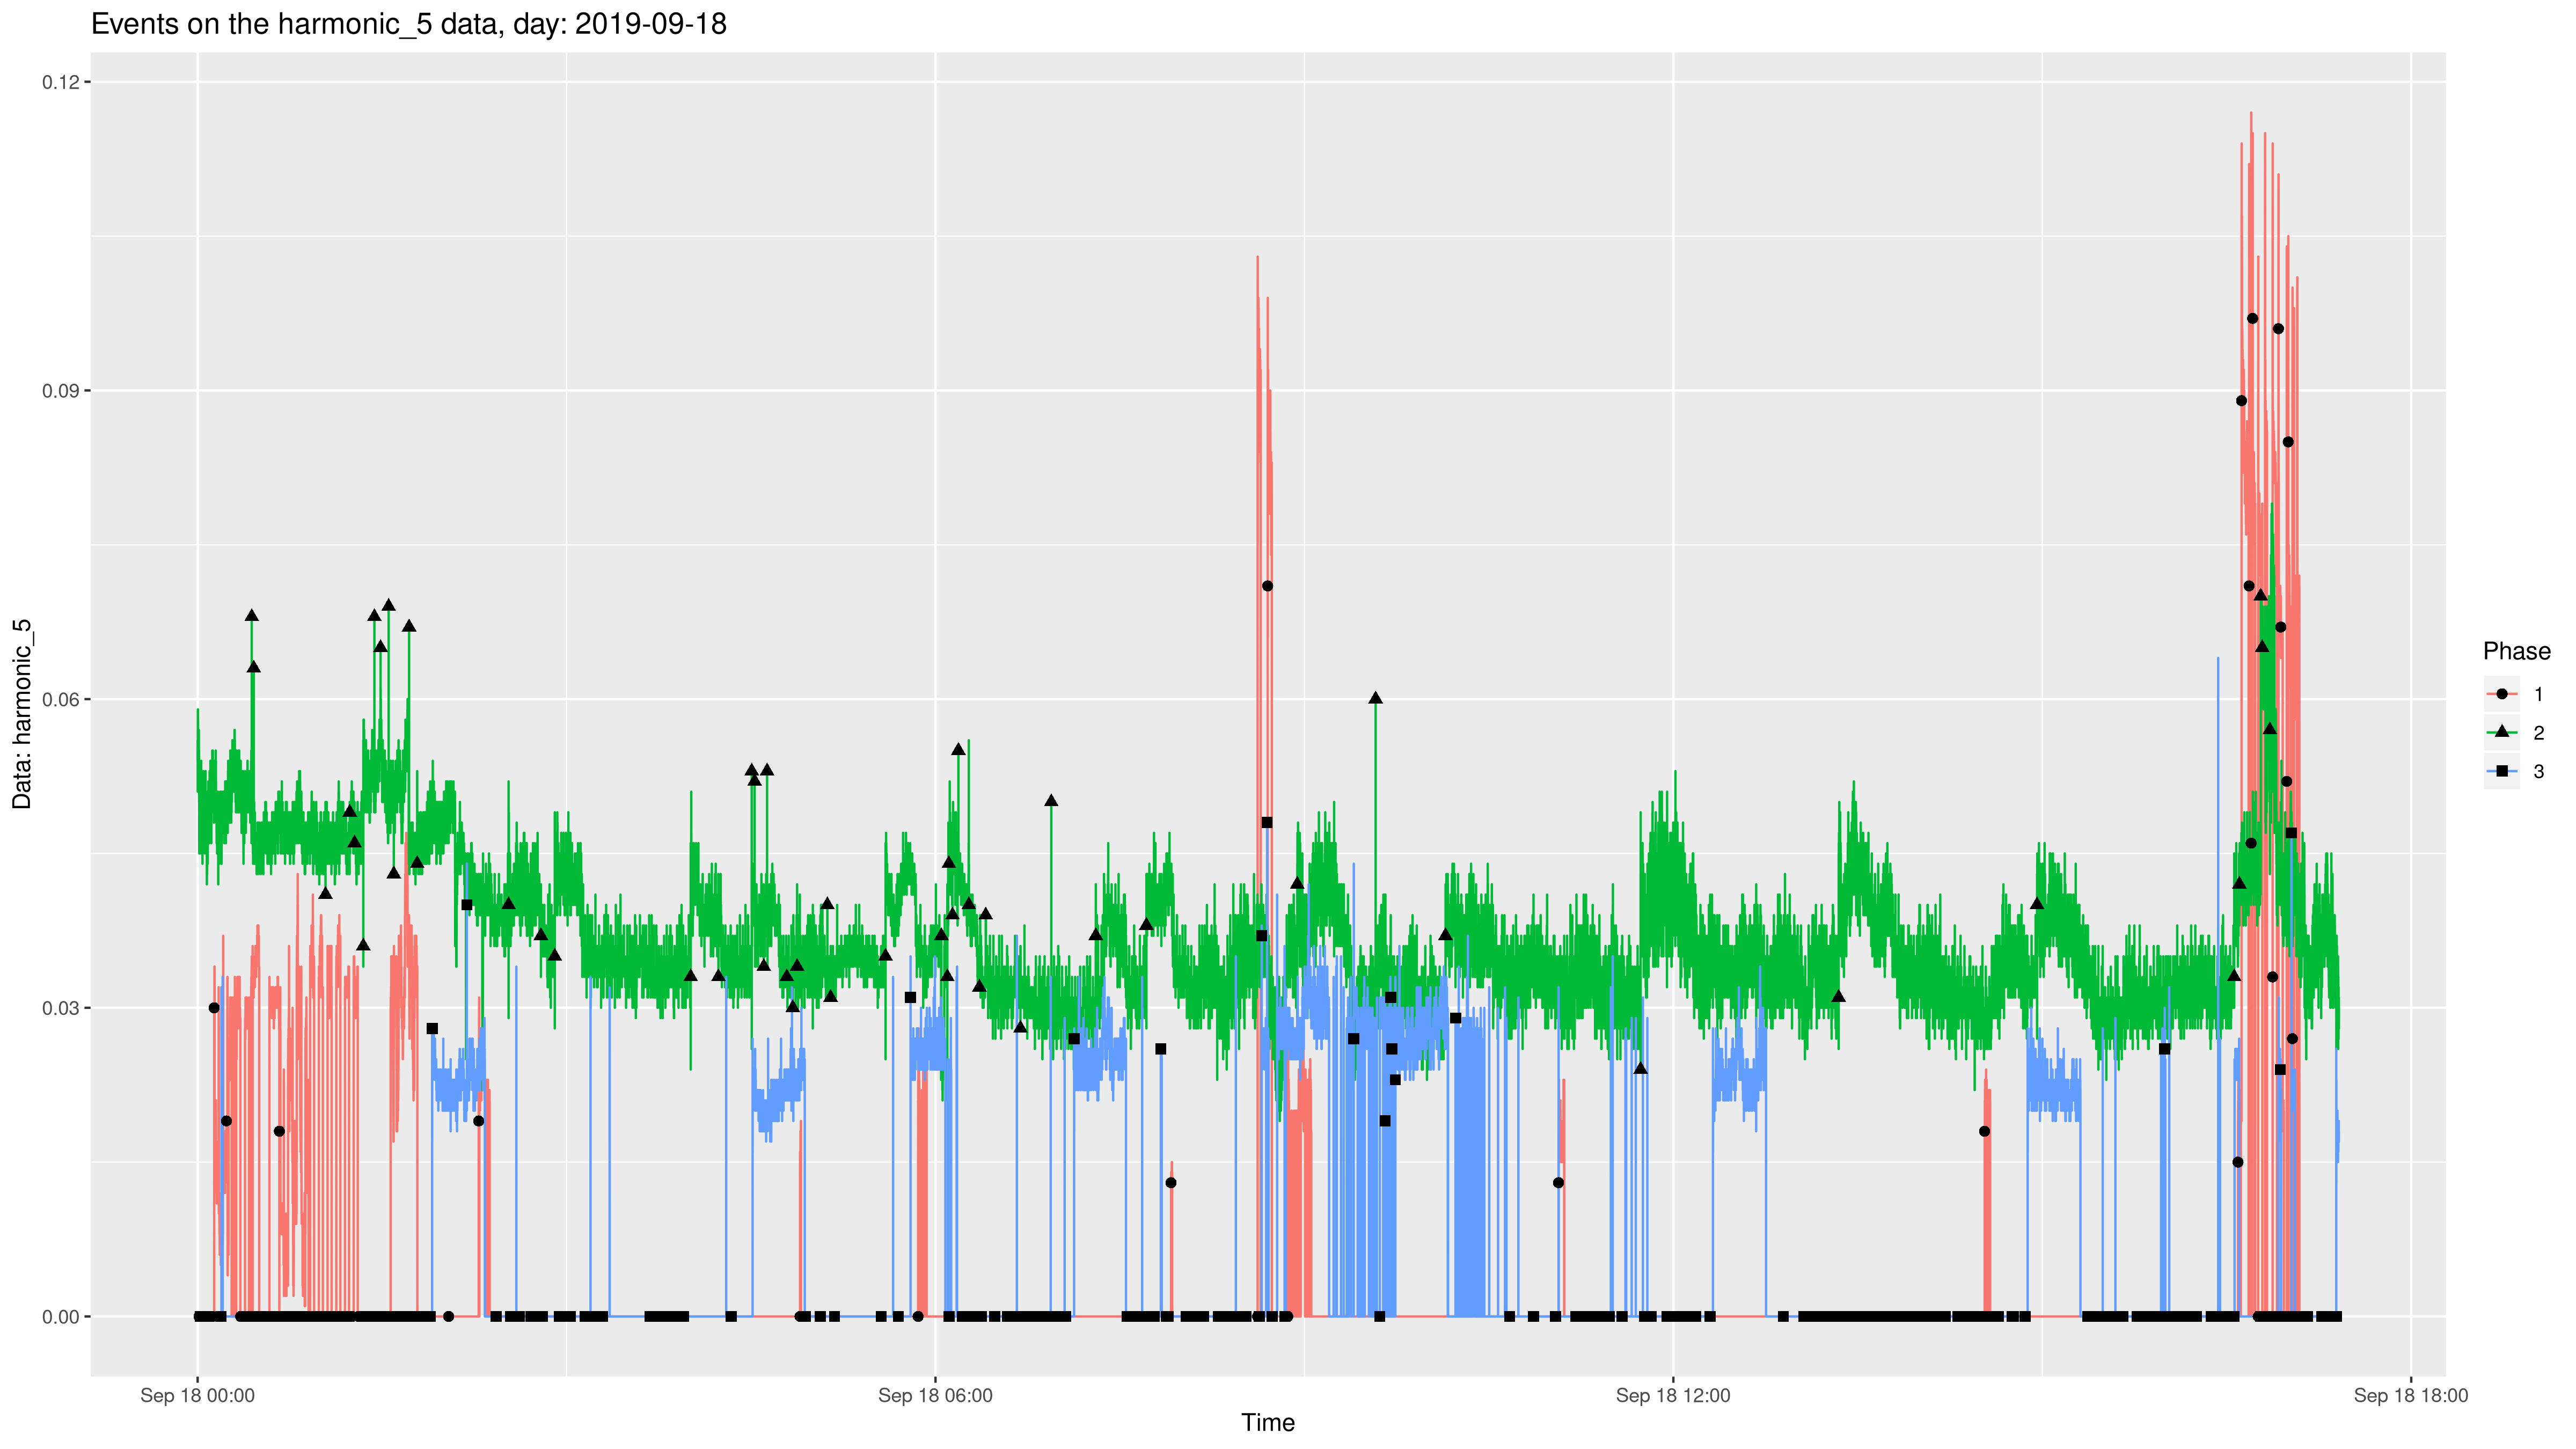 Events on the harmonic_5 data, day: 2019-09-18
0.12
0.09
0.06
0.03
0.00
Data: harmonic_5
Sep 18 00:00
Sep 18 06:00
Sep 18 12:00
Sep 18 18:00
Time
Phase
1
2
3